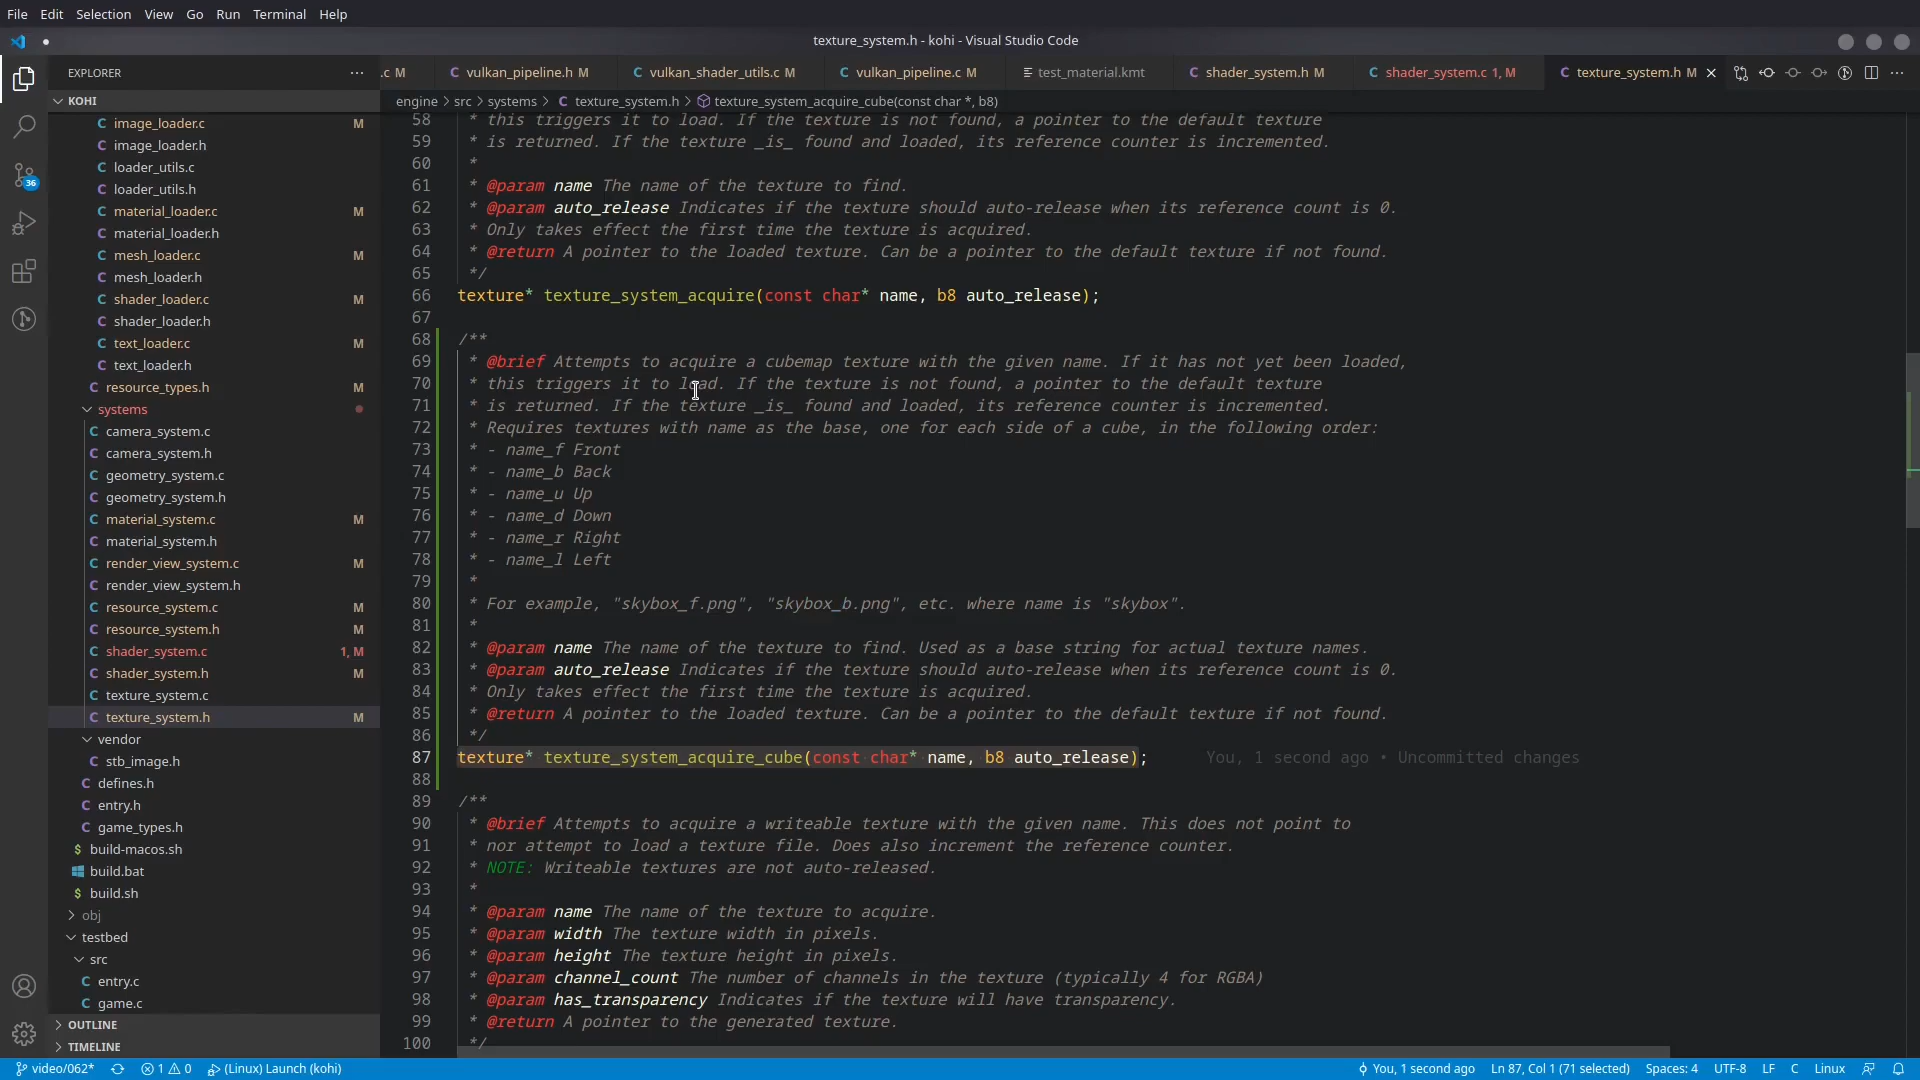 File Edit Selection View Go Run Terminal Help
texture_system.h - kohi - Visual Studio Code
EXPLORER
.c M
vulkan_pipeline.h M
vulkan_shader_utils.c M
vulkan_pipeline.c M
test_material.kmt
shader_system.h M
shader_system.c 1, M
texture_system.h M
KOHI
engine > src > systems > C texture_system.h > texture_system_acquire_cube(const char *, b8)
image_loader.c M
image_loader.h
loader_utils.c
loader_utils.h
material_loader.c M
material_loader.h
mesh_loader.c M
mesh_loader.h
shader_loader.c M
shader_loader.h
text_loader.c M
text_loader.h
resource_types.h M
systems
camera_system.c
camera_system.h
geometry_system.c
geometry_system.h
material_system.c M
material_system.h
render_view_system.c M
render_view_system.h
resource_system.c M
resource_system.h M
shader_system.c 1, M
shader_system.h M
texture_system.c
texture_system.h M
vendor
stb_image.h
defines.h
entry.h
game_types.h
build-macos.sh
build.bat
build.sh
obj
testbed
src
entry.c
game.c
OUTLINE
TIMELINE
36
58 * this triggers it to load. If the texture is not found, a pointer to the default texture
59 * is returned. If the texture _is_ found and loaded, its reference counter is incremented.
60 *
61 * @param name The name of the texture to find.
62 * @param auto_release Indicates if the texture should auto-release when its reference count is 0.
63 * Only takes effect the first time the texture is acquired.
64 * @return A pointer to the loaded texture. Can be a pointer to the default texture if not found.
65 */
66 texture* texture_system_acquire(const char* name, b8 auto_release);
67
68 /**
69 * @brief Attempts to acquire a cubemap texture with the given name. If it has not yet been loaded,
70 * this triggers it to load. If the texture is not found, a pointer to the default texture
71 * is returned. If the texture _is_ found and loaded, its reference counter is incremented.
72 * Requires textures with name as the base, one for each side of a cube, in the following order:
73 * - name_f Front
74 * - name_b Back
75 * - name_u Up
76 * - name_d Down
77 * - name_r Right
78 * - name_l Left
79 *
80 * For example, "skybox_f.png", "skybox_b.png", etc. where name is "skybox".
81 *
82 * @param name The name of the texture to find. Used as a base string for actual texture names.
83 * @param auto_release Indicates if the texture should auto-release when its reference count is 0.
84 * Only takes effect the first time the texture is acquired.
85 * @return A pointer to the loaded texture. Can be a pointer to the default texture if not found.
86 */
87 texture* texture_system_acquire_cube(const char* name, b8 auto_release); You, 1 second ago • Uncommitted changes
88
89 /**
90 * @brief Attempts to acquire a writeable texture with the given name. This does not point to
91 * nor attempt to load a texture file. Does also increment the reference counter.
92 * NOTE: Writeable textures are not auto-released.
93 *
94 * @param name The name of the texture to acquire.
95 * @param width The texture width in pixels.
96 * @param height The texture height in pixels.
97 * @param channel_count The number of channels in the texture (typically 4 for RGBA)
98 * @param has_transparency Indicates if the texture will have transparency.
99 * @return A pointer to the generated texture.
100 */
video/062* 1 0 (Linux) Launch (kohi) You, 1 second ago Ln 87, Col 1 (71 selected) Spaces: 4 UTF-8 LF C Linux